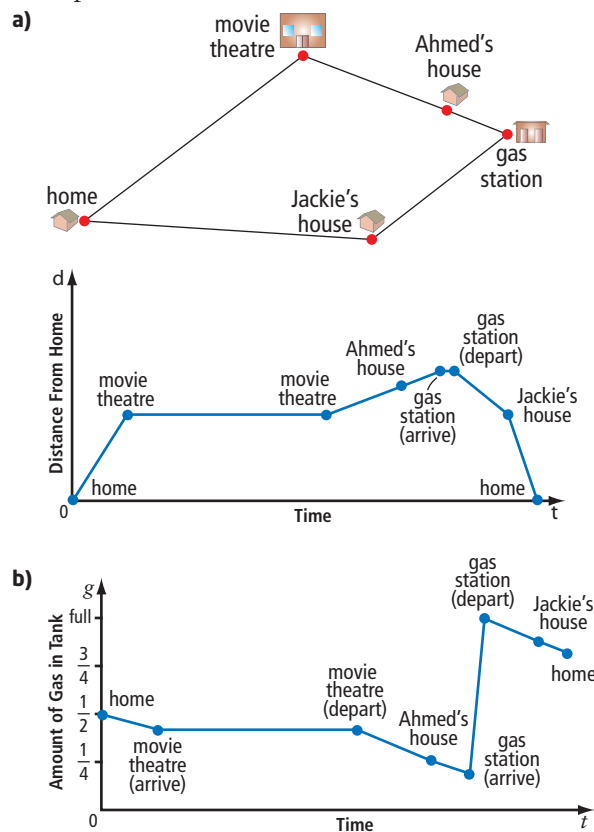 a)
movie
theatre
Ahmed's
house
gas
station
home
Jackie's
house
d
Distance From Home
movie
theatre
movie
theatre
Ahmed's
house
gas
station
(arrive)
gas
station
(depart)
Jackie's
house
home
home
0
Time
t
b)
g
Amount of Gas in Tank
full
3
4
1
2
1
4
home
movie
theatre
(arrive)
movie
theatre
(depart)
Ahmed's
house
gas
station
(arrive)
gas
station
(depart)
Jackie's
house
home
0
Time
t